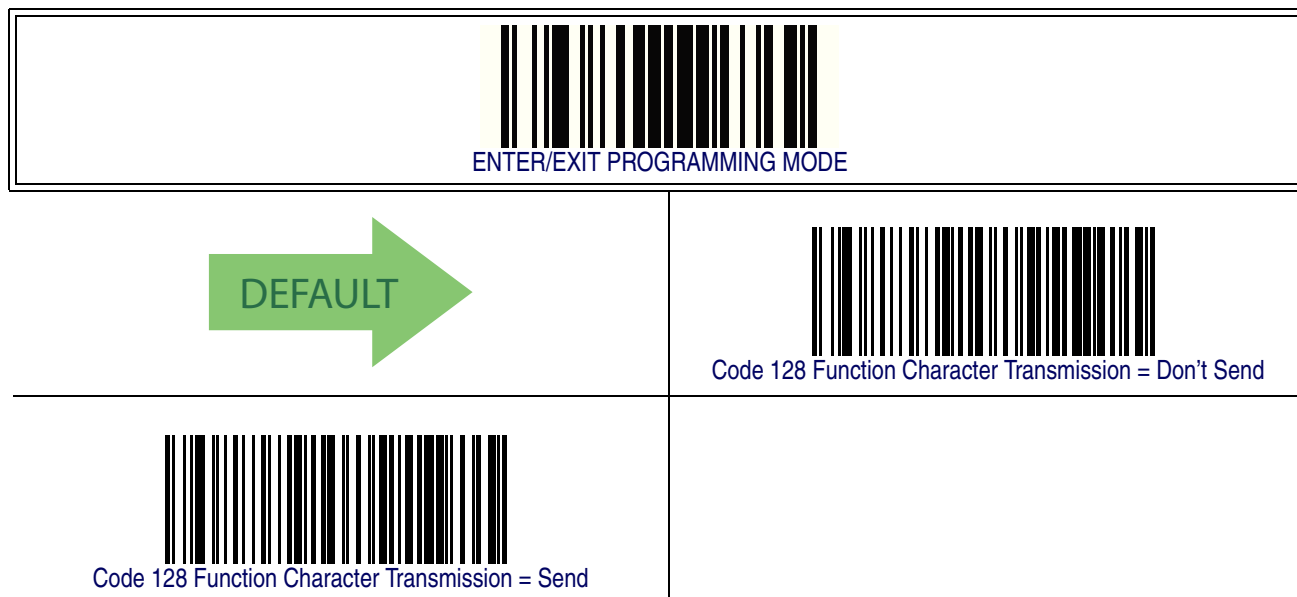 ENTER/EXIT PROGRAMMING MODE
DEFAULT
Code 128 Function Character Transmission = Don't Send
Code 128 Function Character Transmission = Send